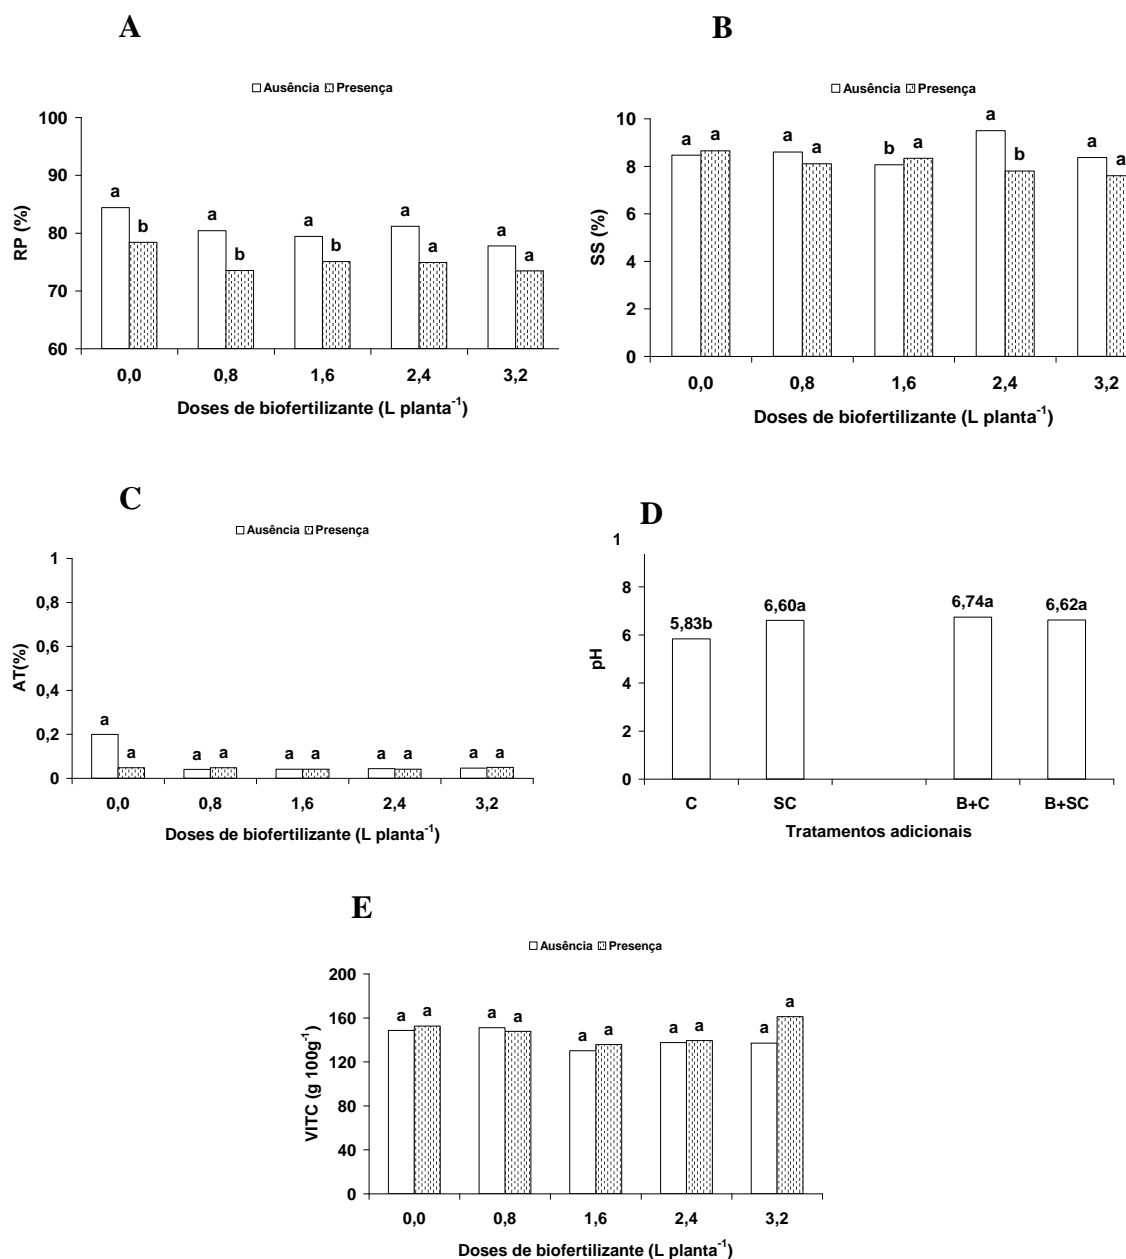 A
Ausência Presença
100
90
80
70
60
RP (%)
a b a b a b a a a a
0,0 0,8 1,6 2,4 3,2
Doses de biofertilizante (L planta-1)
B
Ausência Presença
10
8
6
4
2
0
SS (%)
a a a a b a a b a a
0,0 0,8 1,6 2,4 3,2
Doses de biofertilizante (L planta-1)
C
Ausência Presença
1
0,8
0,6
0,4
0,2
0
AT(%)
a a a a a a a a a a
0,0 0,8 1,6 2,4 3,2
Doses de biofertilizante (L planta-1)
D
1
8
6
4
2
0
pH
5,83b 6,60a 6,74a 6,62a
C SC B+C B+SC
Tratamentos adicionais
E
Ausência Presença
200
160
120
80
40
0
VITC (g 100g-1)
a a a a a a a a a a
0,0 0,8 1,6 2,4 3,2
Doses de biofertilizante (L planta-1)